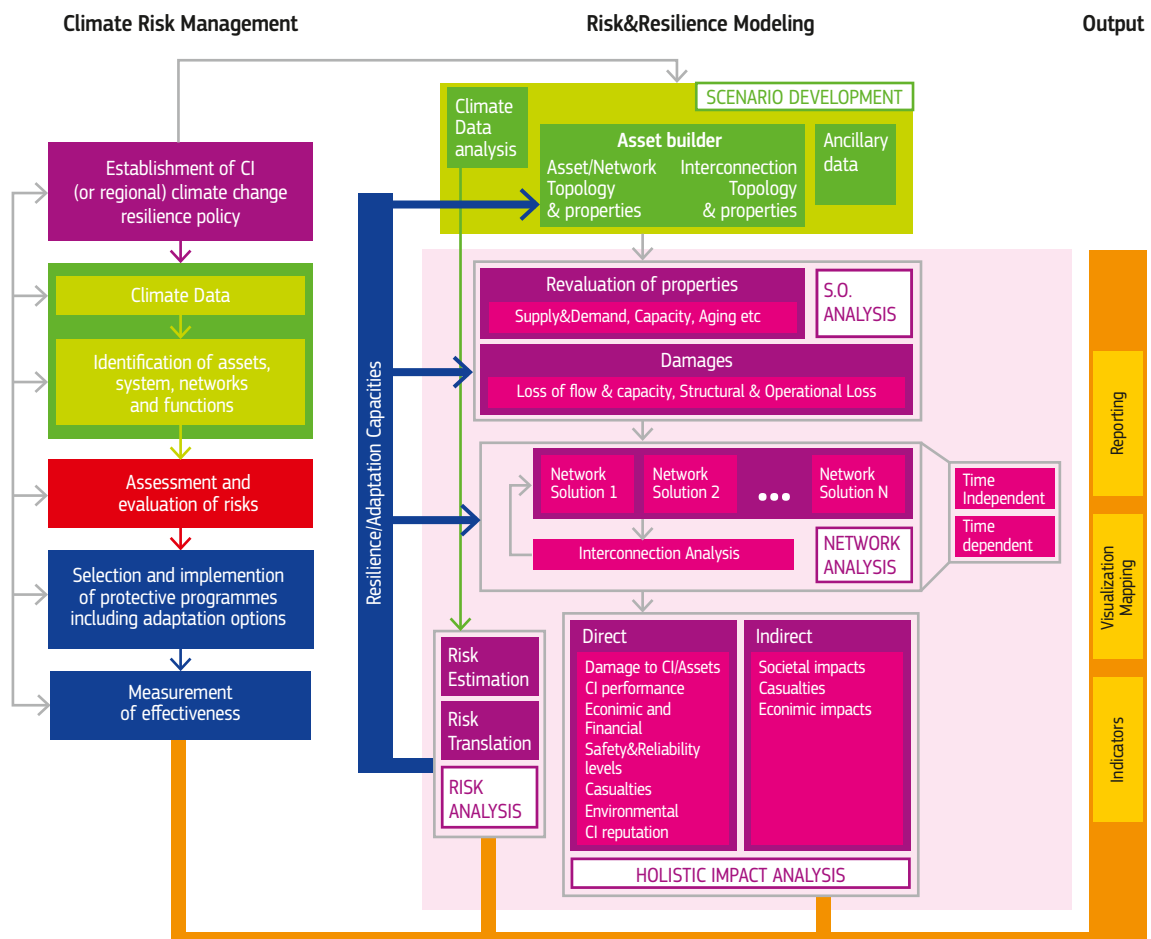 Climate Risk Management
Risk&Resilience Modeling
Output
Establishment of CI
(or regional) climate change
resilience policy
Climate Data
Identification of assets,
system, networks
and functions
Assessment and
evaluation of risks
Selection and implemention
of protective programmes
including adaptation options
Measurement
of effectiveness
Resilience/Adaptation Capacities
SCENARIO DEVELOPMENT
Climate
Data
analysis
Asset builder
Asset/Network
Topology
& properties
Interconnection
Topology
& properties
Ancillary
data
Revaluation of properties
Supply&Demand, Capacity, Aging etc
S.O.
ANALYSIS
Damages
Loss of flow & capacity, Structural & Operational Loss
Network
Solution 1
Network
Solution 2
...
Network
Solution N
Interconnection Analysis
NETWORK
ANALYSIS
Time
Independent
Time
dependent
Risk
Estimation
Risk
Translation
RISK
ANALYSIS
Direct
Damage to CI/Assets
CI performance
Econimic and
Financial
Safety&Reliability
levels
Casualties
Environmental
CI reputation
Indirect
Societal impacts
Casualties
Econimic impacts
HOLISTIC IMPACT ANALYSIS
Reporting
Visualization
Mapping
Indicators